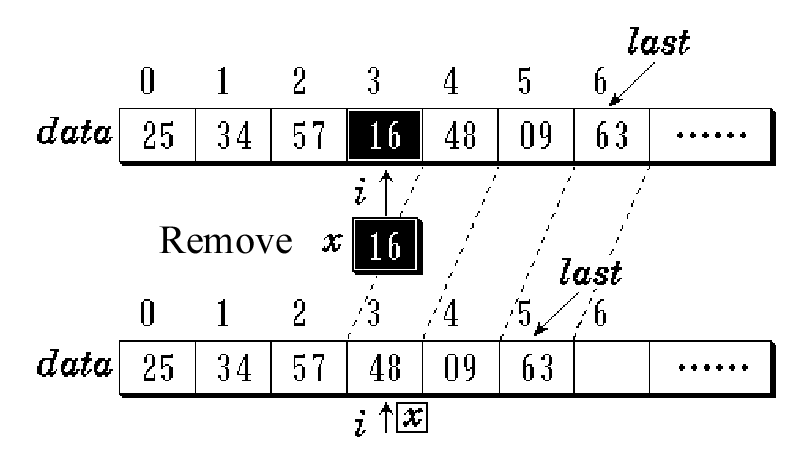 last
0 1 2 3 4 5 6
data 25 34 57 16 48 09 63 ······
i
Remove x 16
last
0 1 2 3 4 5 6
data 25 34 57 48 09 63 ······
i x